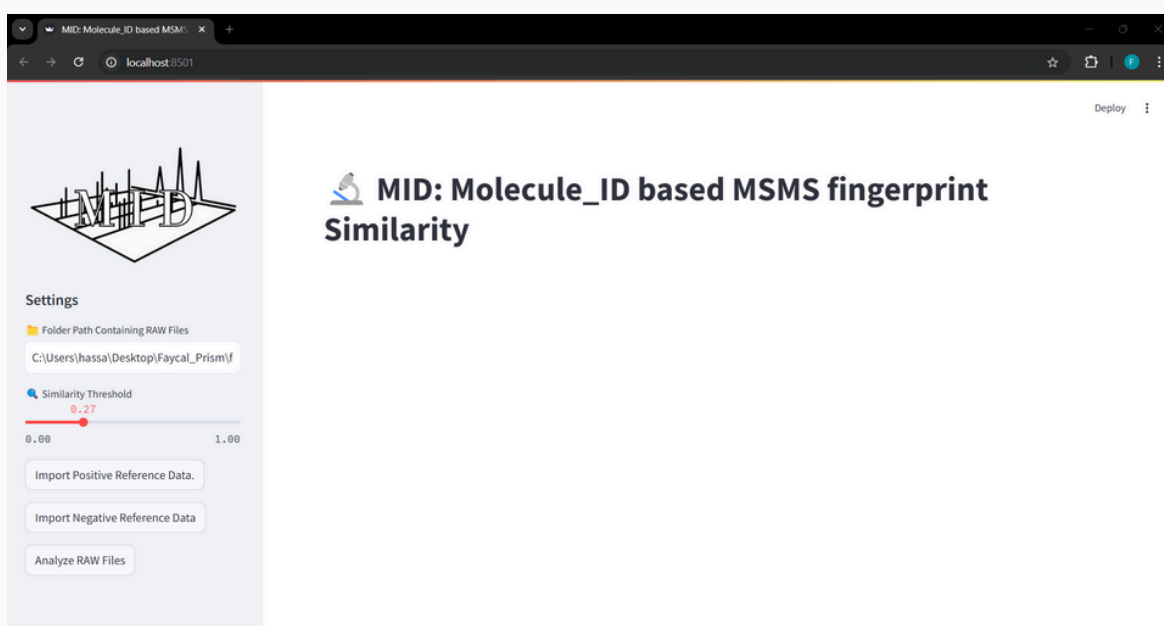 MID: Molecule_ID based MSMS
localhost:8501
Deploy
MID
🔬 MID: Molecule_ID based MSMS fingerprint
Similarity
Settings
📁 Folder Path Containing RAW Files
C:\Users\hassa\Desktop\Faycal_Prism\f
🔍 Similarity Threshold
0.27
0.00 1.00
Import Positive Reference Data.
Import Negative Reference Data
Analyze RAW Files